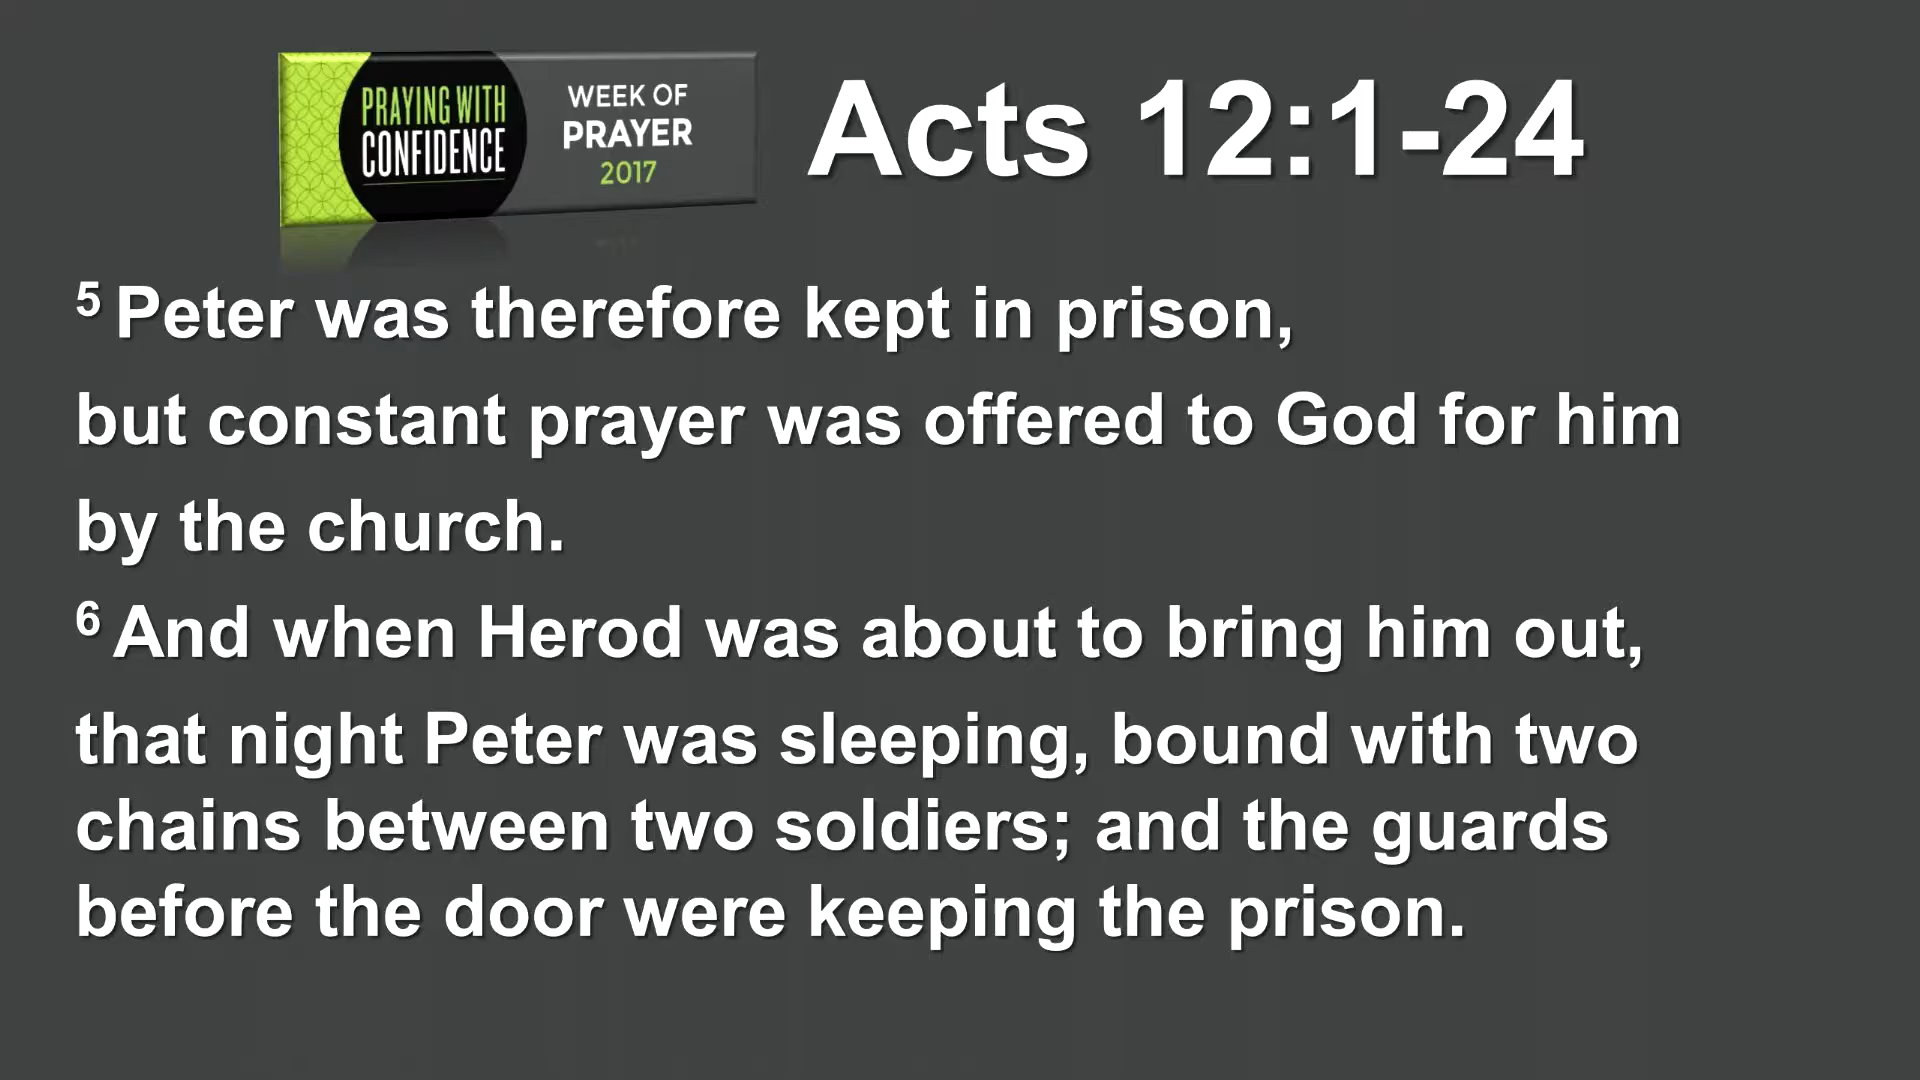 PRAYING WITH
CONFIDENCE
WEEK OF
PRAYER
2017
Acts 12:1-24
5 Peter was therefore kept in prison,
but constant prayer was offered to God for him
by the church.
6 And when Herod was about to bring him out,
that night Peter was sleeping, bound with two
chains between two soldiers; and the guards
before the door were keeping the prison.